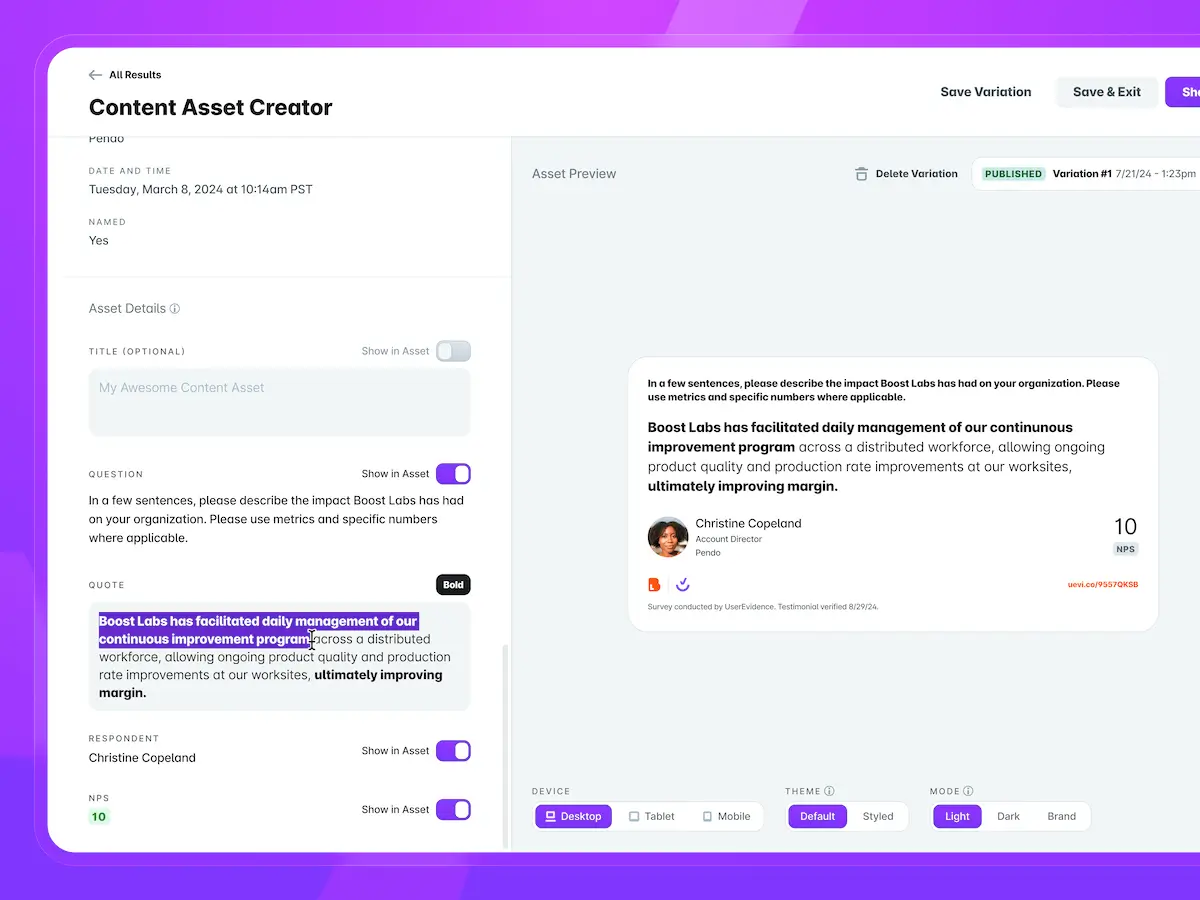 All Results
Content Asset Creator
Save Variation
Save & Exit
Pendo
DATE AND TIME
Tuesday, March 8, 2024 at 10:14am PST
NAMED
Yes
Asset Details
TITLE (OPTIONAL)
Show in Asset
My Awesome Content Asset
QUESTION
Show in Asset
In a few sentences, please describe the impact Boost Labs has had
on your organization. Please use metrics and specific numbers
where applicable.
QUOTE
Bold
Boost Labs has facilitated daily management of our
continuous improvement program across a distributed
workforce, allowing ongoing product quality and production
rate improvements at our worksites, ultimately improving
margin.
RESPONDENT
Christine Copeland
Show in Asset
NPS
10
Show in Asset
Asset Preview
Delete Variation
PUBLISHED Variation #1 7/21/24 - 1:23pm
In a few sentences, please describe the impact Boost Labs has had on your organization. Please
use metrics and specific numbers where applicable.
Boost Labs has facilitated daily management of our continunous
improvement program across a distributed workforce, allowing ongoing
product quality and production rate improvements at our worksites,
ultimately improving margin.
Christine Copeland
Account Director
Pendo
10
NPS
uevi.co/9557QKSB
Survey conducted by UserEvidence. Testimonial verified 8/29/24.
DEVICE
Desktop
Tablet
Mobile
THEME
Default
Styled
MODE
Light
Dark
Brand